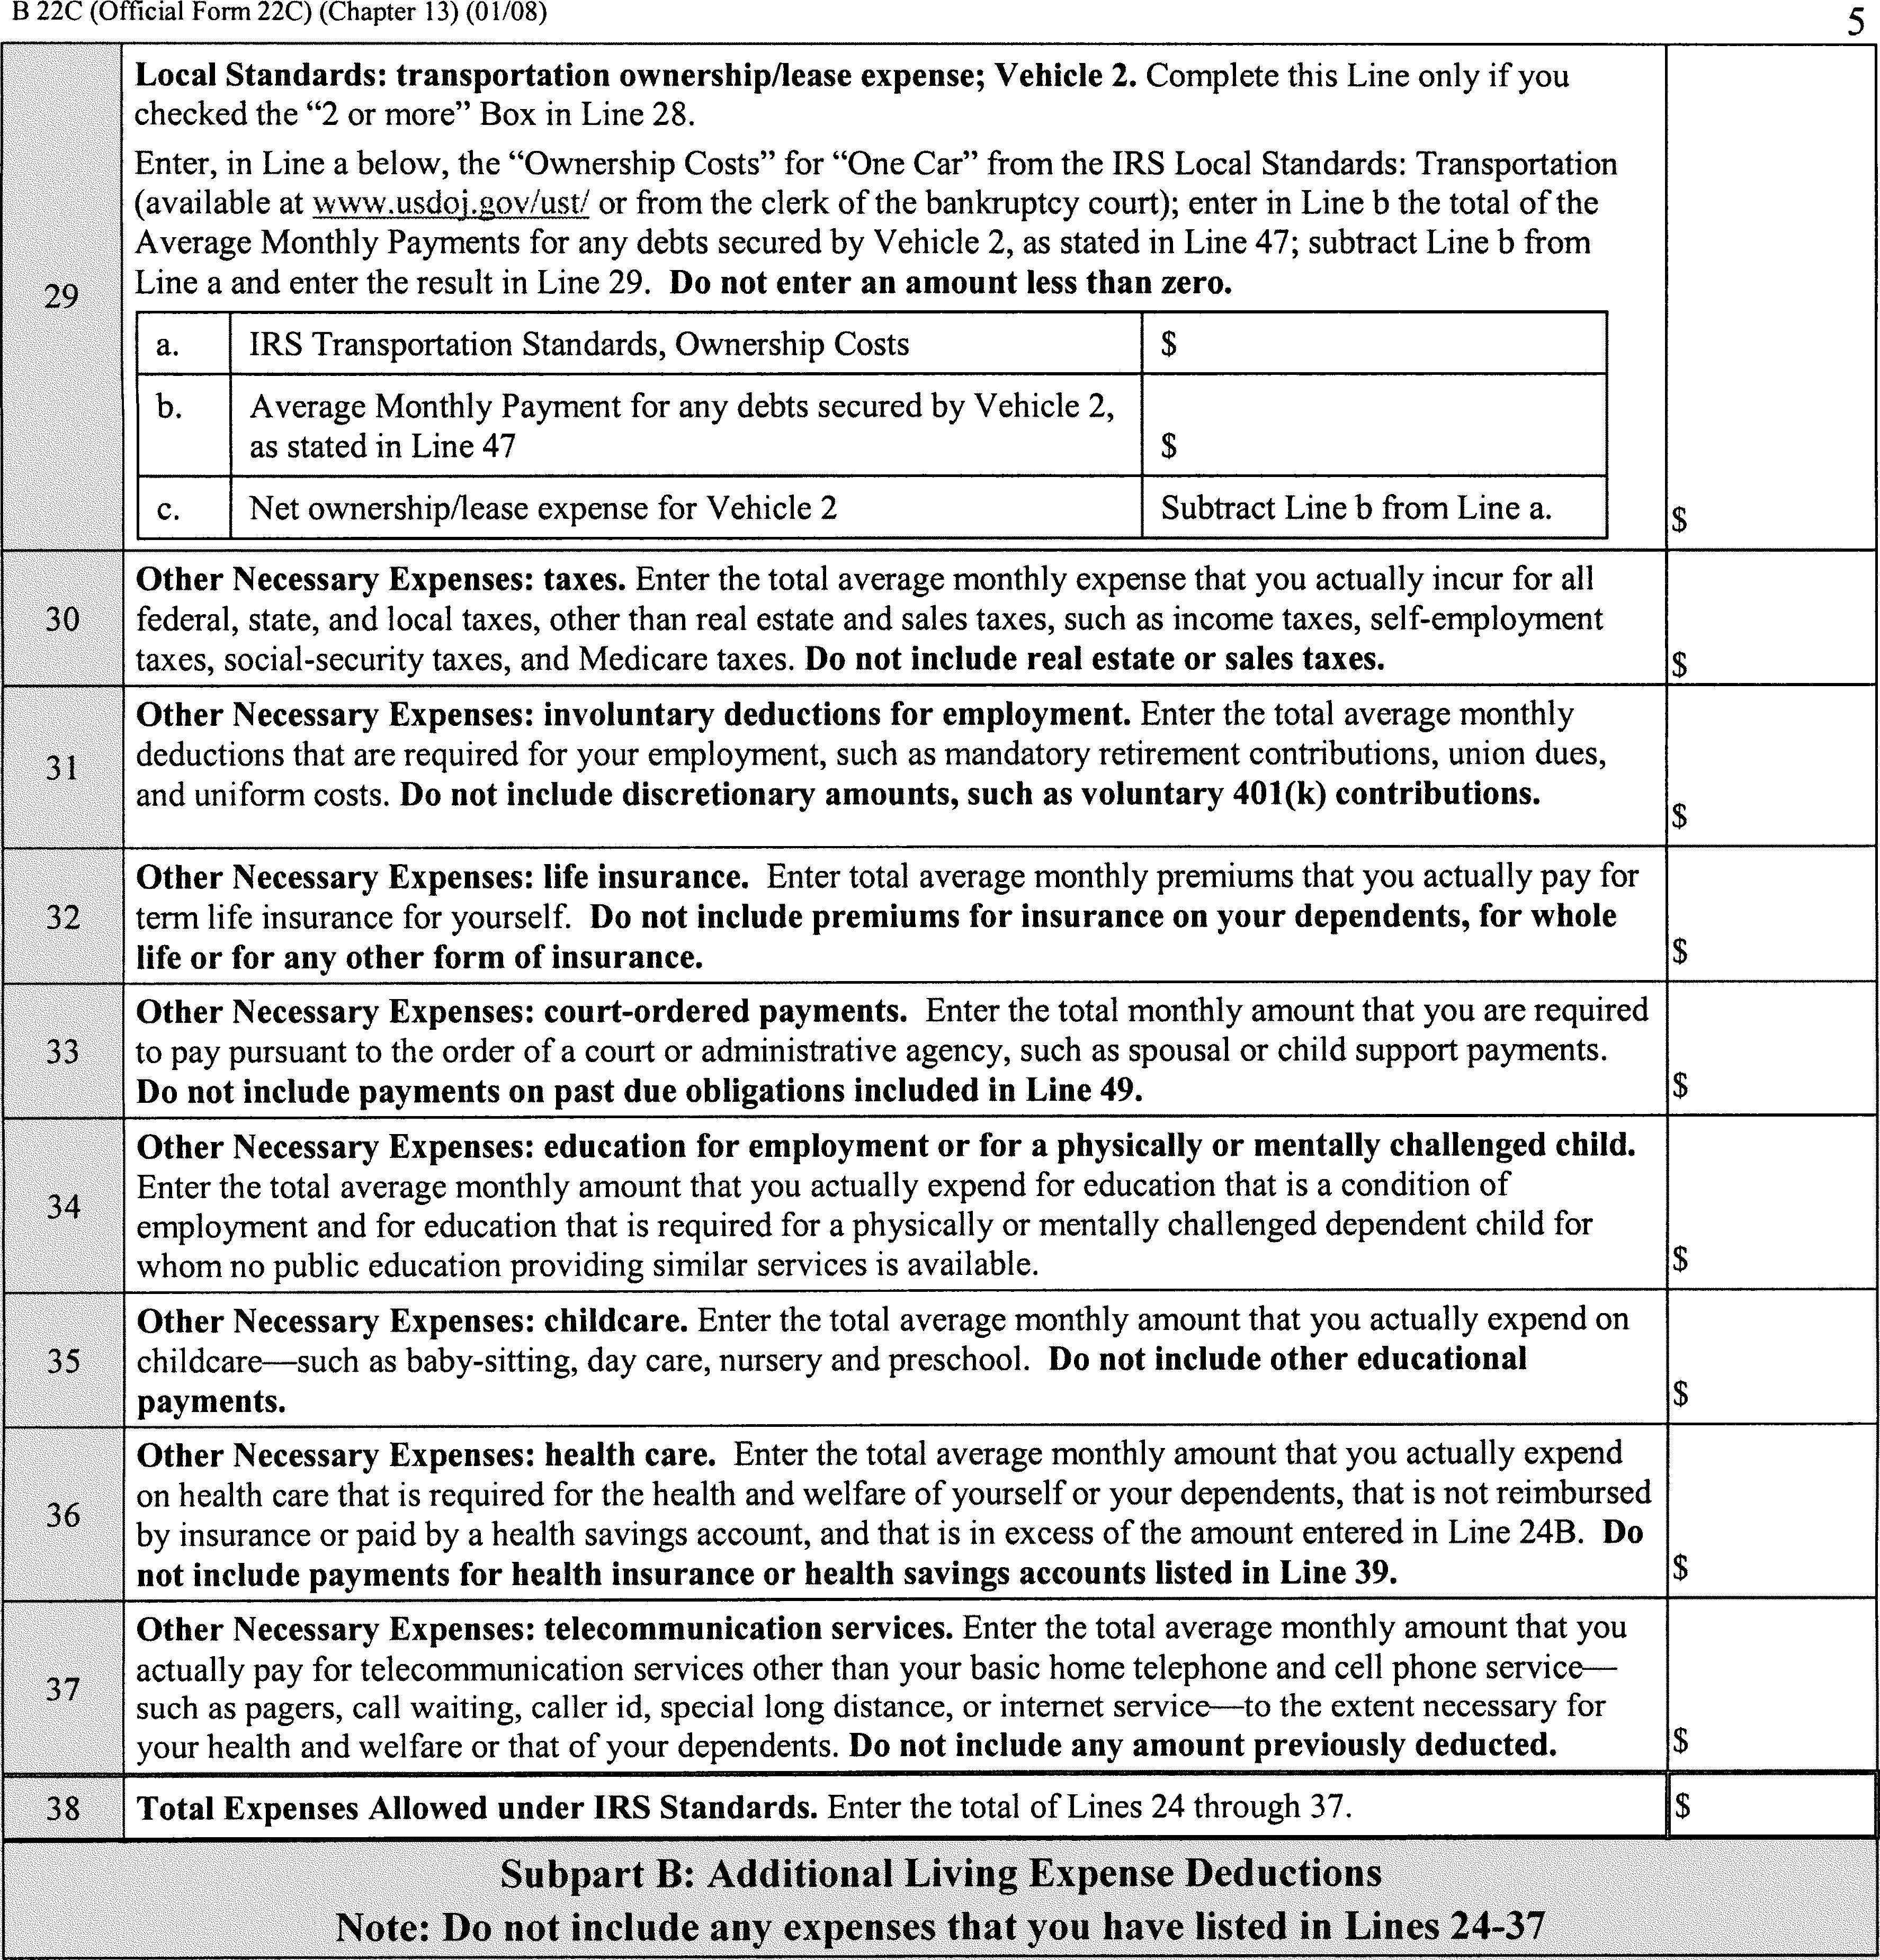 B 22C (Official Form 22C) (Chapter 13) (01/08)
5
29
Local Standards: transportation ownership/lease expense; Vehicle 2. Complete this Line only if you
checked the “2 or more” Box in Line 28.
Enter, in Line a below, the “Ownership Costs” for “One Car” from the IRS Local Standards: Transportation
(available at www.usdoj.gov/ust/ or from the clerk of the bankruptcy court); enter in Line b the total of the
Average Monthly Payments for any debts secured by Vehicle 2, as stated in Line 47; subtract Line b from
Line a and enter the result in Line 29. Do not enter an amount less than zero.
a. IRS Transportation Standards, Ownership Costs $
b. Average Monthly Payment for any debts secured by Vehicle 2,
as stated in Line 47 $
c. Net ownership/lease expense for Vehicle 2 Subtract Line b from Line a. $
30
Other Necessary Expenses: taxes. Enter the total average monthly expense that you actually incur for all
federal, state, and local taxes, other than real estate and sales taxes, such as income taxes, self-employment
taxes, social-security taxes, and Medicare taxes. Do not include real estate or sales taxes. $
31
Other Necessary Expenses: involuntary deductions for employment. Enter the total average monthly
deductions that are required for your employment, such as mandatory retirement contributions, union dues,
and uniform costs. Do not include discretionary amounts, such as voluntary 401(k) contributions. $
32
Other Necessary Expenses: life insurance. Enter total average monthly premiums that you actually pay for
term life insurance for yourself. Do not include premiums for insurance on your dependents, for whole
life or for any other form of insurance. $
33
Other Necessary Expenses: court-ordered payments. Enter the total monthly amount that you are required
to pay pursuant to the order of a court or administrative agency, such as spousal or child support payments.
Do not include payments on past due obligations included in Line 49. $
34
Other Necessary Expenses: education for employment or for a physically or mentally challenged child.
Enter the total average monthly amount that you actually expend for education that is a condition of
employment and for education that is required for a physically or mentally challenged dependent child for
whom no public education providing similar services is available. $
35
Other Necessary Expenses: childcare. Enter the total average monthly amount that you actually expend on
childcare—such as baby-sitting, day care, nursery and preschool. Do not include other educational
payments. $
36
Other Necessary Expenses: health care. Enter the total average monthly amount that you actually expend
on health care that is required for the health and welfare of yourself or your dependents, that is not reimbursed
by insurance or paid by a health savings account, and that is in excess of the amount entered in Line 24B. Do
not include payments for health insurance or health savings accounts listed in Line 39. $
37
Other Necessary Expenses: telecommunication services. Enter the total average monthly amount that you
actually pay for telecommunication services other than your basic home telephone and cell phone service—
such as pagers, call waiting, caller id, special long distance, or internet service—to the extent necessary for
your health and welfare or that of your dependents. Do not include any amount previously deducted. $
38 Total Expenses Allowed under IRS Standards. Enter the total of Lines 24 through 37. $
Subpart B: Additional Living Expense Deductions
Note: Do not include any expenses that you have listed in Lines 24-37